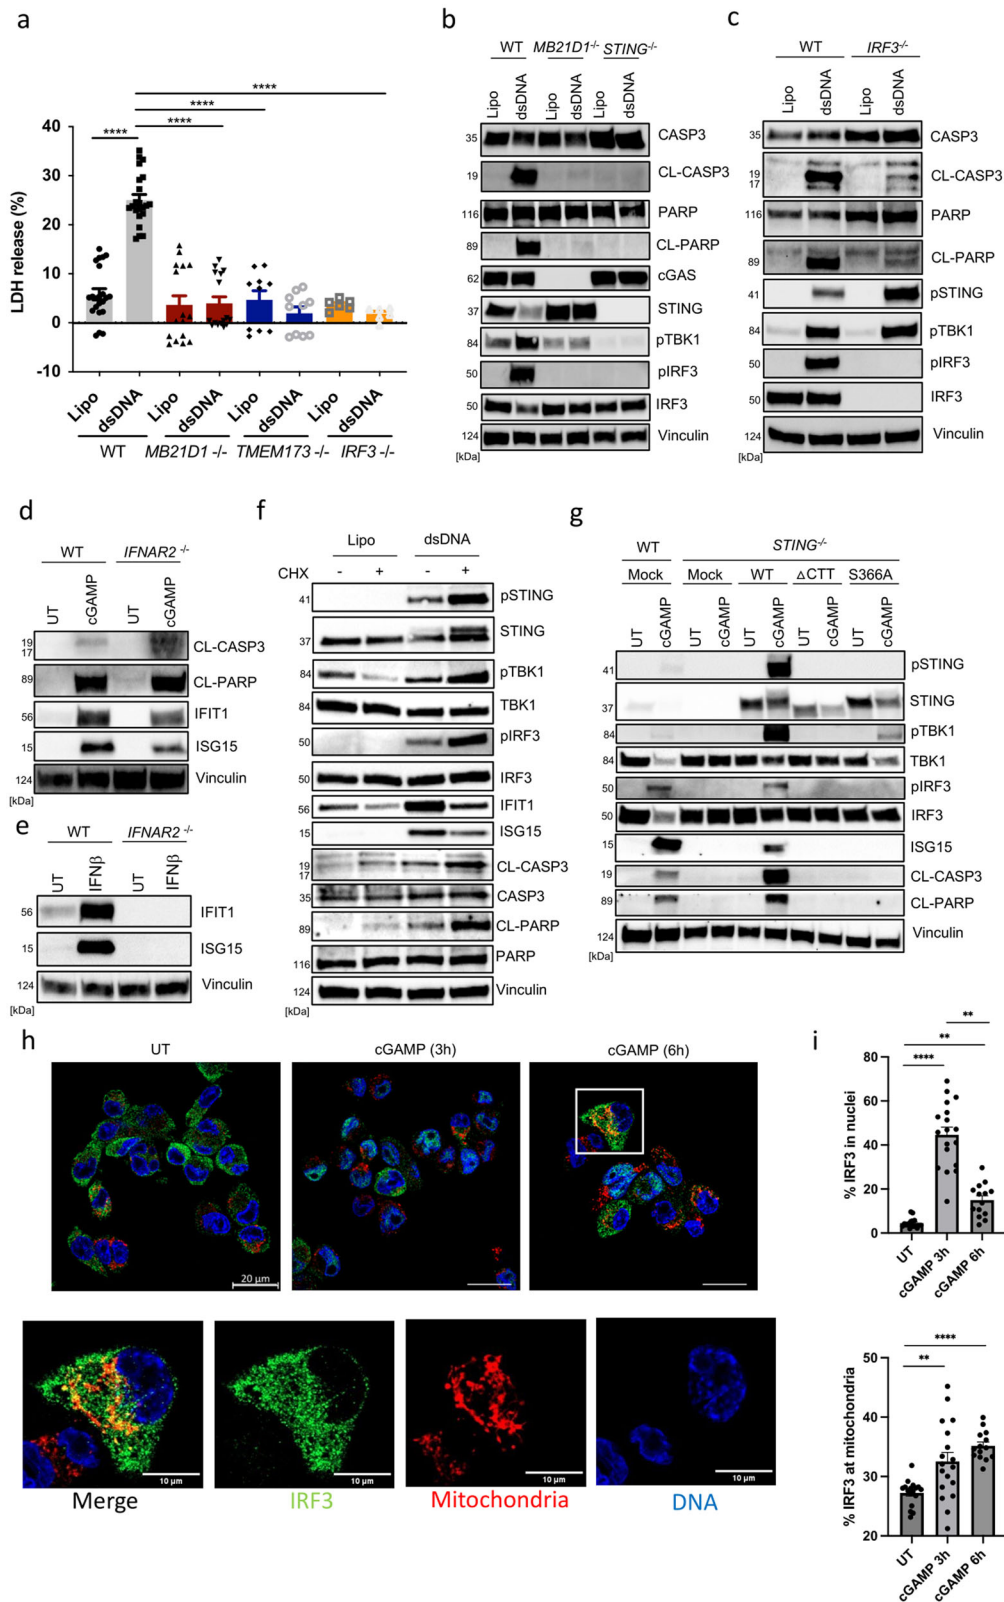 a
LDH release (%)
40
30
20
10
0
-10
****
****
****
****
Lipo
dsDNA
Lipo
dsDNA
Lipo
dsDNA
Lipo
dsDNA
WT MB21D1 -/- TMEM173 -/- IRF3 -/-
b
WT MB21D1-/- STING-/-
Lipo dsDNA Lipo dsDNA Lipo dsDNA
35 CASP3
19 CL-CASP3
116 PARP
89 CL-PARP
62 cGAS
37 STING
84 pTBK1
50 pIRF3
50 IRF3
124 Vinculin
[kDa]
c
WT IRF3-/-
Lipo dsDNA Lipo dsDNA
35 CASP3
19
17 CL-CASP3
116 PARP
89 CL-PARP
41 pSTING
84 pTBK1
50 pIRF3
50 IRF3
124 Vinculin
[kDa]
d
WT IFNAR2 -/-
UT cGAMP UT cGAMP
19
17 CL-CASP3
89 CL-PARP
56 IFIT1
15 ISG15
124 Vinculin
[kDa]
e
WT IFNAR2 -/-
UT IFNβ UT IFNβ
56 IFIT1
15 ISG15
124 Vinculin
[kDa]
f
Lipo dsDNA
CHX - + - +
41 pSTING
37 STING
84 pTBK1
84 TBK1
50 pIRF3
50 IRF3
56 IFIT1
15 ISG15
19
17 CL-CASP3
35 CASP3
89 CL-PARP
116 PARP
124 Vinculin
[kDa]
g
WT STING-/-
Mock Mock WT ΔCTT S366A
UT cGAMP UT cGAMP UT cGAMP UT cGAMP UT cGAMP
41 pSTING
37 STING
84 pTBK1
84 TBK1
50 pIRF3
50 IRF3
15 ISG15
19 CL-CASP3
89 CL-PARP
124 Vinculin
[kDa]
h
UT cGAMP (3h) cGAMP (6h)
20 µm
10 µm 10 µm 10 µm 10 µm
Merge IRF3 Mitochondria DNA
i
% IRF3 in nuclei
80
60
40
20
0
**
**
****
UT
cGAMP 3h
cGAMP 6h
% IRF3 at mitochondria
50
40
30
20
****
**
UT
cGAMP 3h
cGAMP 6h